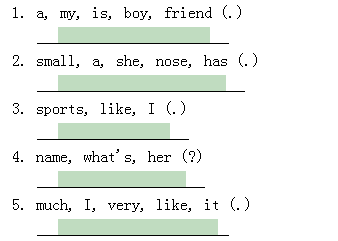 1. a, my, is, boy, friend (.)
2. small, a, she, nose, has (.)
3. sports, like, I (.)
4. name, what's, her (?)
5. much, I, very, like, it (.)